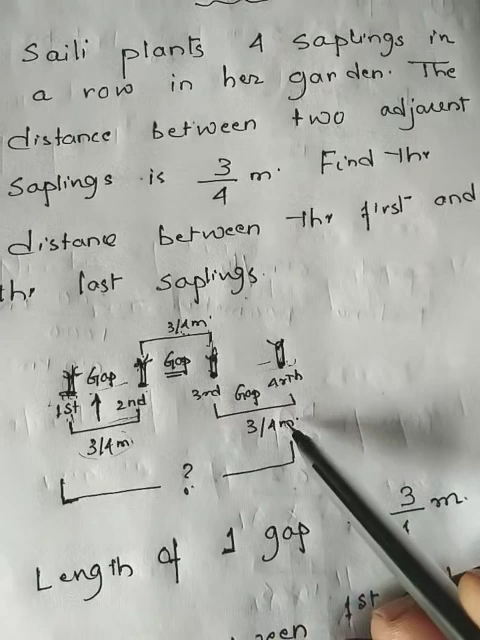 Saili plants 4 saplings in
a row in her garden. The
distance between two adjacent
saplings is 3/4 m. Find the
distance between the first and
the last saplings.
3/4m
Gap Gap
1st 2nd 3rd Gap 4rth
3/4m. 3/4m.
?
Length of 1 gap 3/4 m.
1st